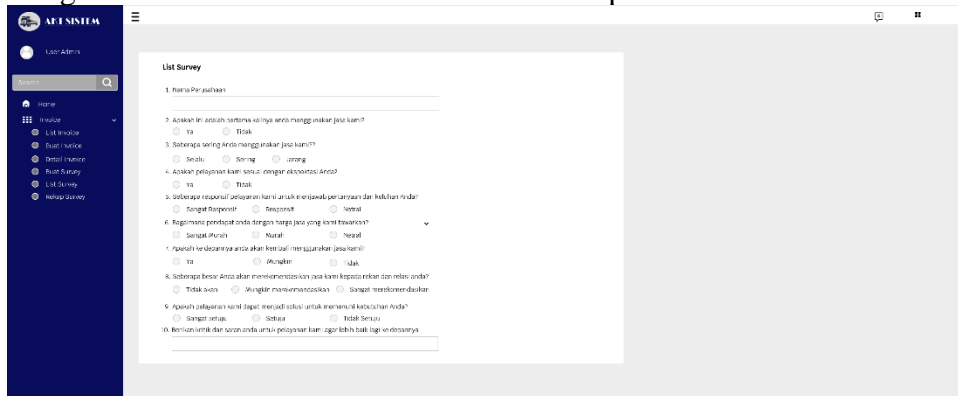 AKT SISTEM
User Admin
Search
Home
Invoice
List Invoice
Buat Invoice
Detail Invoice
Buat Survey
List Survey
Rekap Survey
List Survey
1. Nama Perusahaan
2. Apakah ini adalah pertama kalinya anda menggunakan jasa kami?
Ya Tidak
3. Seberapa sering Anda menggunakan jasa kami??
Selalu Sering Jarang
4. Apakah pelayanan kami sesuai dengan ekspektasi Anda?
Ya Tidak
5. Seberapa responsif pelayanan kami untuk menjawab pertanyaan dan keluhan Anda?
Sangat Responsif Responsif Netral
6. Bagaimana pendapat anda dengan harga jasa yang kami tawarkan?
Sangat Murah Murah Netral
7. Apakah ke depannya anda akan kembali menggunakan jasa kami?
Ya Mungkin Tidak
8. Seberapa besar Anda akan merekomendasikan jasa kami kepada rekan dan relasi anda?
Tidak akan Mungkin merekomendasikan Sangat merekomendasikan
9. Apakah pelayanan kami dapat menjadi solusi untuk memenuhi kebutuhan Anda?
Sangat setuju Setuju Tidak Setuju
10. Berikan kritik dan saran anda untuk pelayanan kami agar lebih baik lagi ke depannya